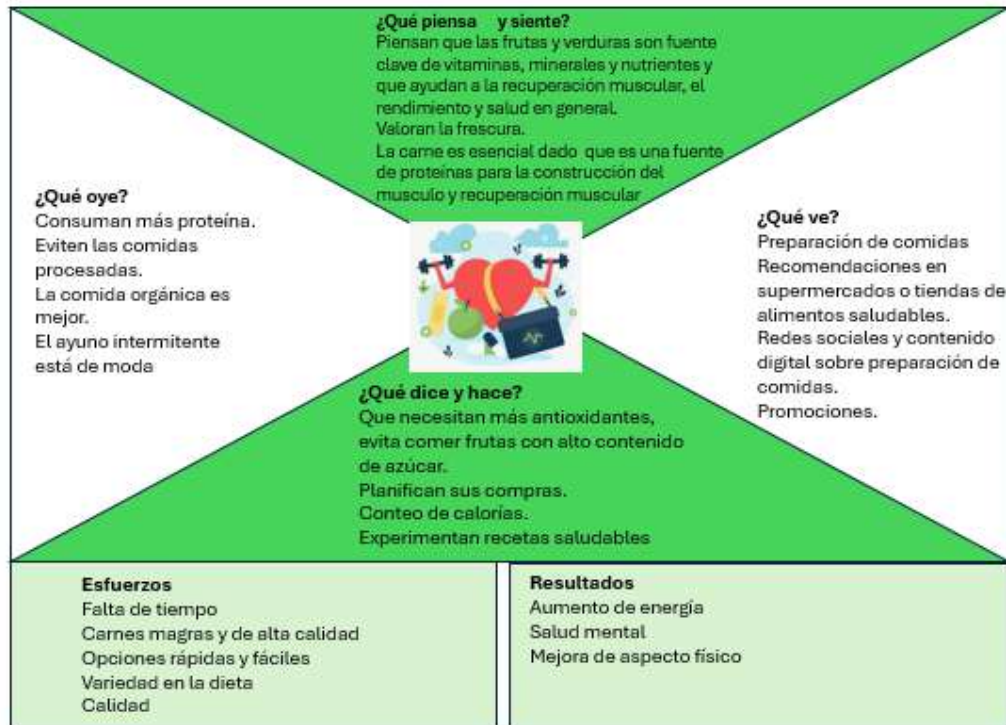 ¿Qué piensa y siente?
Piensan que las frutas y verduras son fuente
clave de vitaminas, minerales y nutrientes y
que ayudan a la recuperación muscular, el
rendimiento y salud en general.
Valoran la frescura.
La carne es esencial dado que es una fuente
de proteínas para la construcción del
musculo y recuperación muscular
¿Qué oye?
Consuman más proteína.
Eviten las comidas
procesadas.
La comida orgánica es
mejor.
El ayuno intermitente
está de moda
¿Qué ve?
Preparación de comidas
Recomendaciones en
supermercados o tiendas de
alimentos saludables.
Redes sociales y contenido
digital sobre preparación de
comidas.
Promociones.
¿Qué dice y hace?
Que necesitan más antioxidantes,
evita comer frutas con alto contenido
de azúcar.
Planifican sus compras.
Conteo de calorías.
Experimentan recetas saludables
Esfuerzos
Falta de tiempo
Carnes magras y de alta calidad
Opciones rápidas y fáciles
Variedad en la dieta
Calidad
Resultados
Aumento de energía
Salud mental
Mejora de aspecto físico